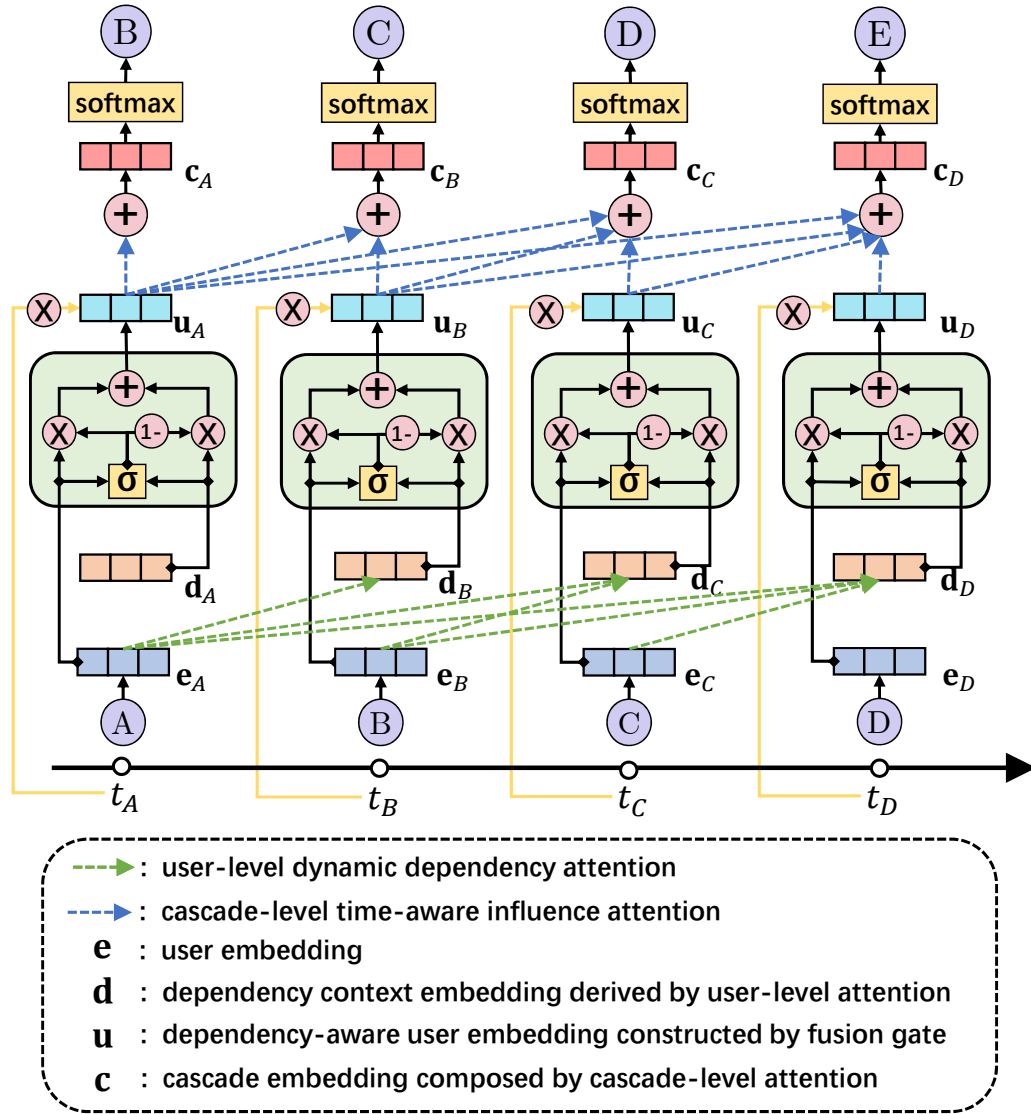 B C D E
softmax softmax softmax softmax
c_A c_B c_C c_D
+ + + +
X X X X
u_A u_B u_C u_D
+ + + +
X 1- X X 1- X X 1- X X 1- X
σ σ σ σ
d_A d_B d_C d_D
e_A e_B e_C e_D
A B C D
t_A t_B t_C t_D
: user-level dynamic dependency attention
: cascade-level time-aware influence attention
e : user embedding
d : dependency context embedding derived by user-level attention
u : dependency-aware user embedding constructed by fusion gate
c : cascade embedding composed by cascade-level attention